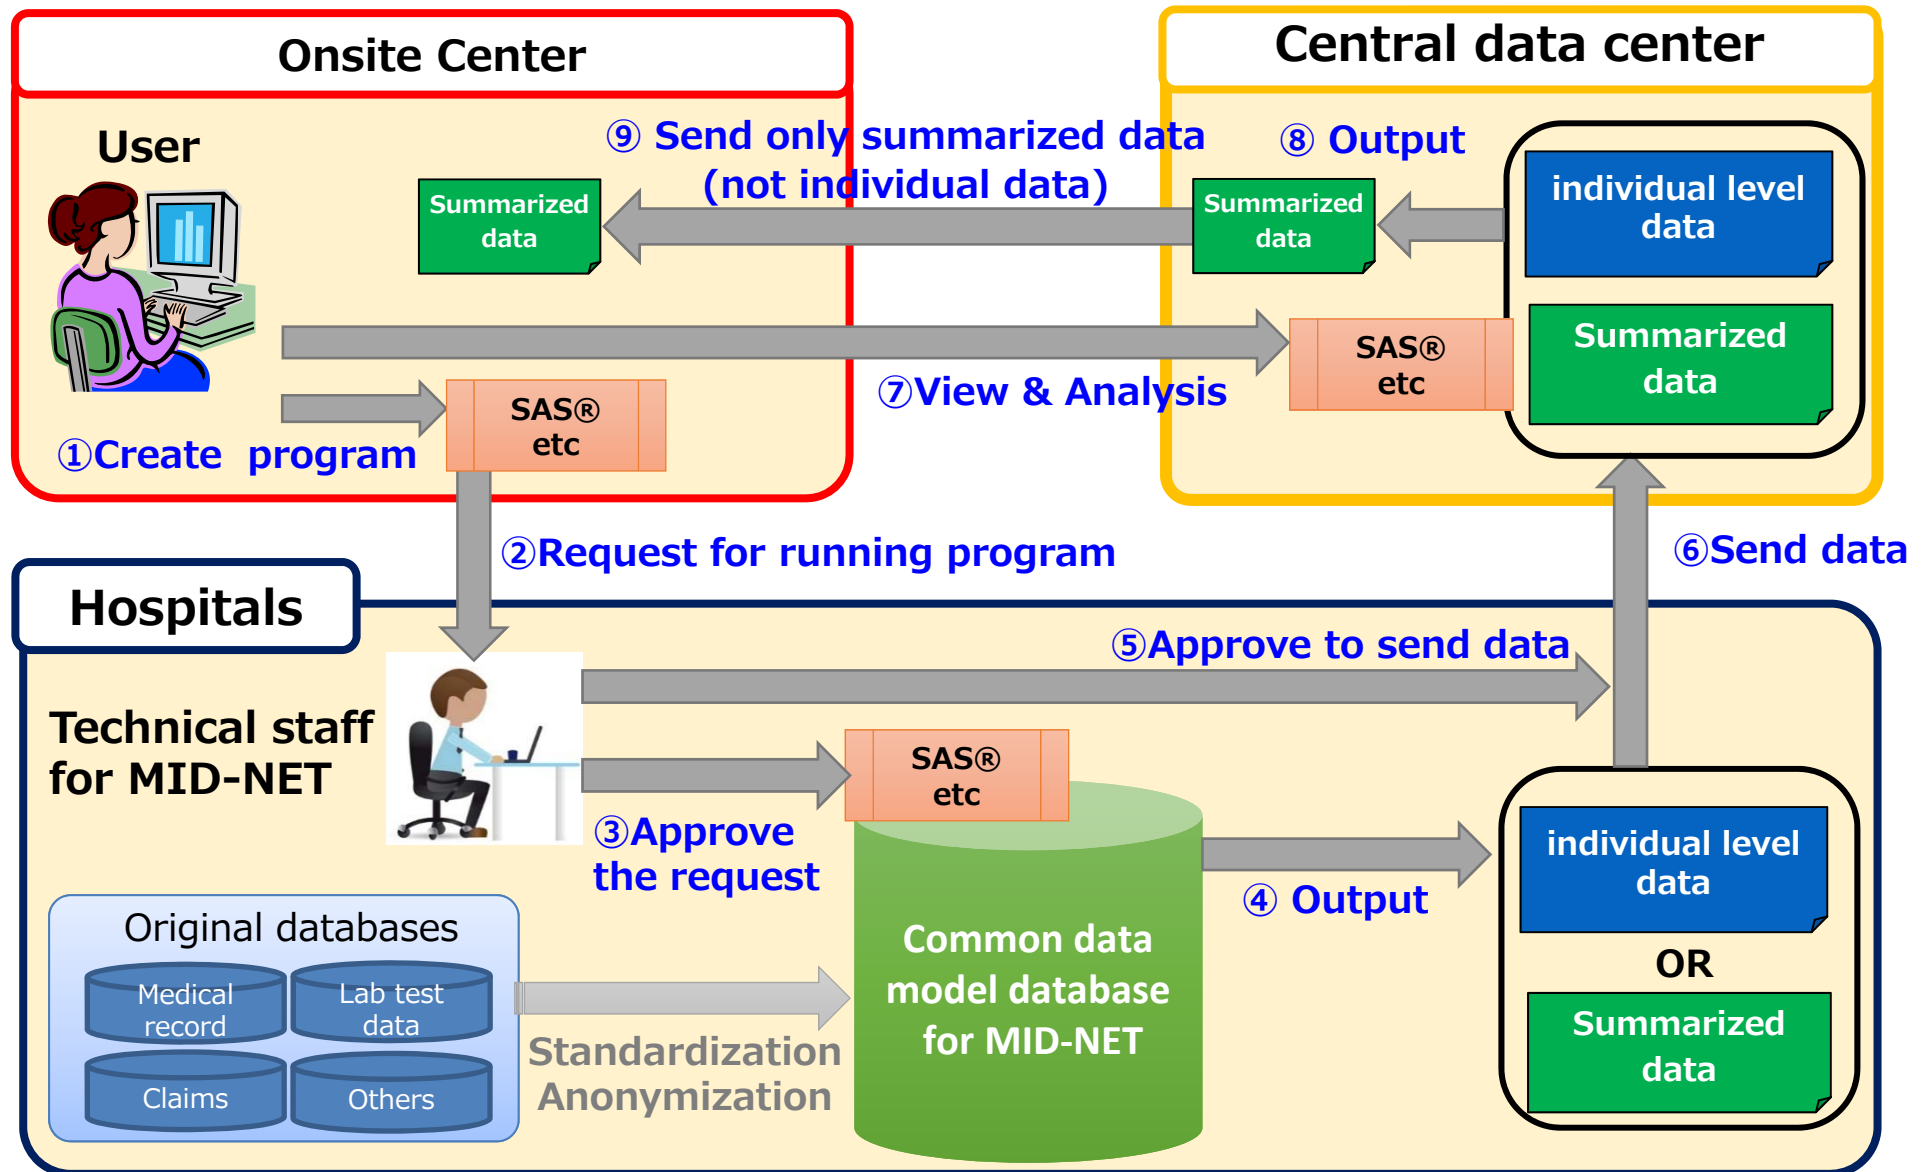 Onsite Center
Central data center
User
⑨ Send only summarized data
(not individual data)
⑧ Output
Summarized
data
Summarized
data
individual level
data
Summarized
data
SAS®
etc
⑦View & Analysis
SAS®
etc
①Create program
②Request for running program
⑥Send data
Hospitals
⑤Approve to send data
Technical staff
for MID-NET
SAS®
etc
③Approve
the request
④ Output
individual level
data
OR
Summarized
data
Original databases
Medical
record
Lab test
data
Claims
Others
Standardization
Anonymization
Common data
model database
for MID-NET